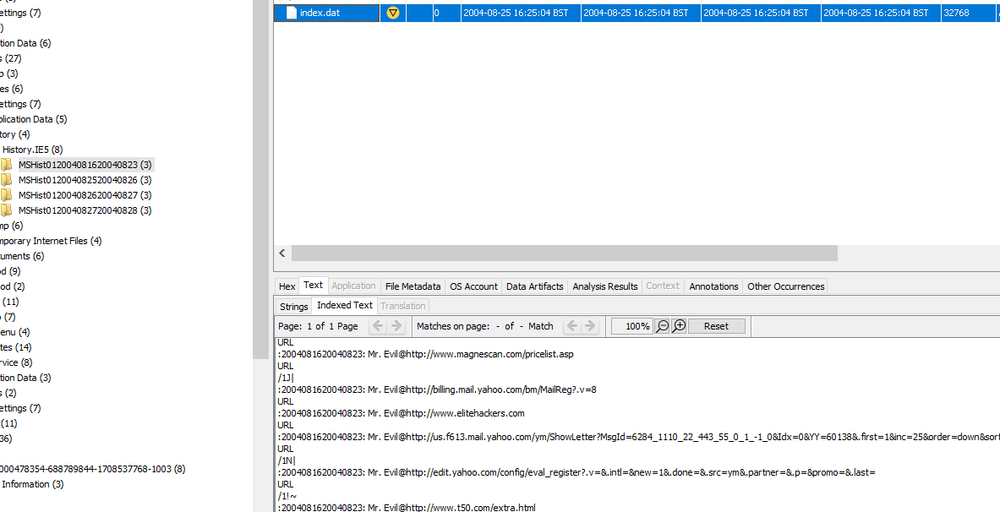 ettings (7)
)
tion Data (6)
s (27)
p (3)
es (6)
ettings (7)
plication Data (5)
tory (4)
History.IE5 (8)
MSHist012004081620040823 (3)
MSHist012004082520040826 (3)
MSHist012004082620040827 (3)
MSHist012004082720040828 (3)
mp (6)
mporary Internet Files (4)
uments (6)
od (9)
ood (2)
(11)
o (7)
enu (4)
tes (14)
rvice (8)
tion Data (3)
s (2)
ettings (7)
(11)
36)
000478354-688789844-1708537768-1003 (8)
Information (3)
index.dat 0 2004-08-25 16:25:04 BST 2004-08-25 16:25:04 BST 2004-08-25 16:25:04 BST 2004-08-25 16:25:04 BST 32768
Hex Text Application File Metadata OS Account Data Artifacts Analysis Results Context Annotations Other Occurrences
Strings Indexed Text Translation
Page: 1 of 1 Page Matches on page: - of - Match 100% Reset
URL
:2004081620040823: Mr. Evil@http://www.magnescan.com/pricelist.asp
URL
/1J|
:2004081620040823: Mr. Evil@http://billing.mail.yahoo.com/bm/MailReg?.v=8
URL
:2004081620040823: Mr. Evil@http://www.elitehackers.com
URL
:2004081620040823: Mr. Evil@http://us.f613.mail.yahoo.com/ym/ShowLetter?MsgId=6284_1110_22_443_55_0_1_-1_0&Idx=0&YY=60138&.first=1&inc=25&order=down&sort
URL
/1N|
:2004081620040823: Mr. Evil@http://edit.yahoo.com/config/eval_register?.v=&.intl=&new=1&.done=&.src=ym&.partner=&.p=&promo=&.last=
URL
/1!~
:2004081620040823: Mr. Evil@http://www.t50.com/extra.html